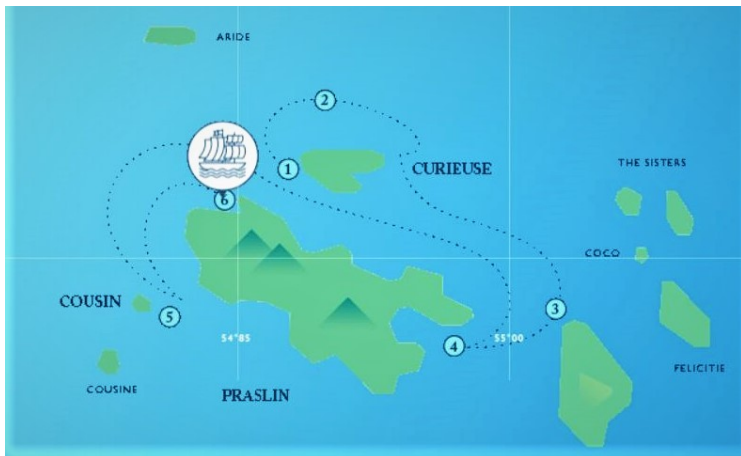 ARIDE
2
THE SISTERS
1
CURIEUSE
6
COCO
COUSIN
5
3
54°85
55°00
4
FELICITIE
COUSINE
PRASLIN